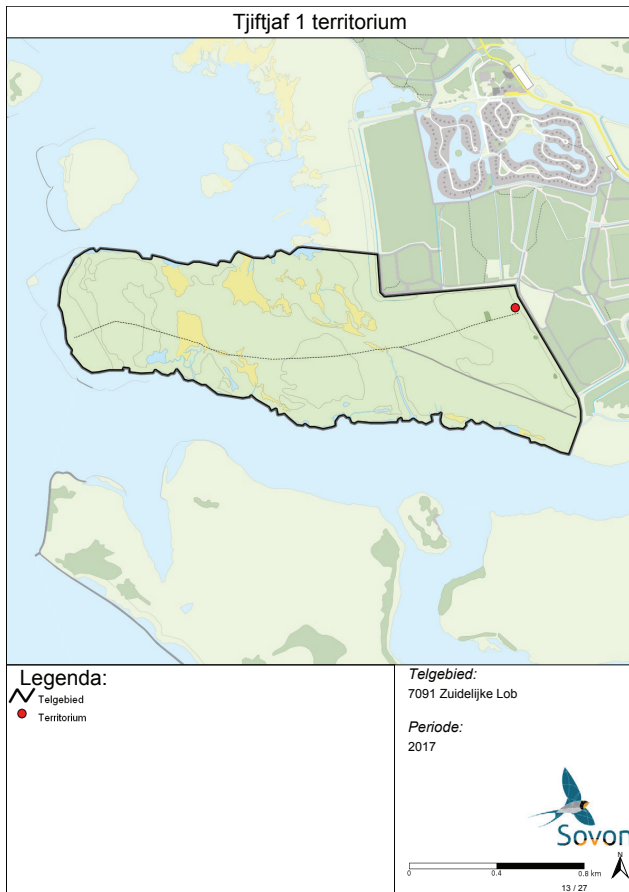 Tjiftjaf 1 territorium
Legenda:
Telgebied
Territorium
Telgebied:
7091 Zuidelijke Lob
Periode:
2017
Sovon
N
0 0.4 0.8 km
13 / 27